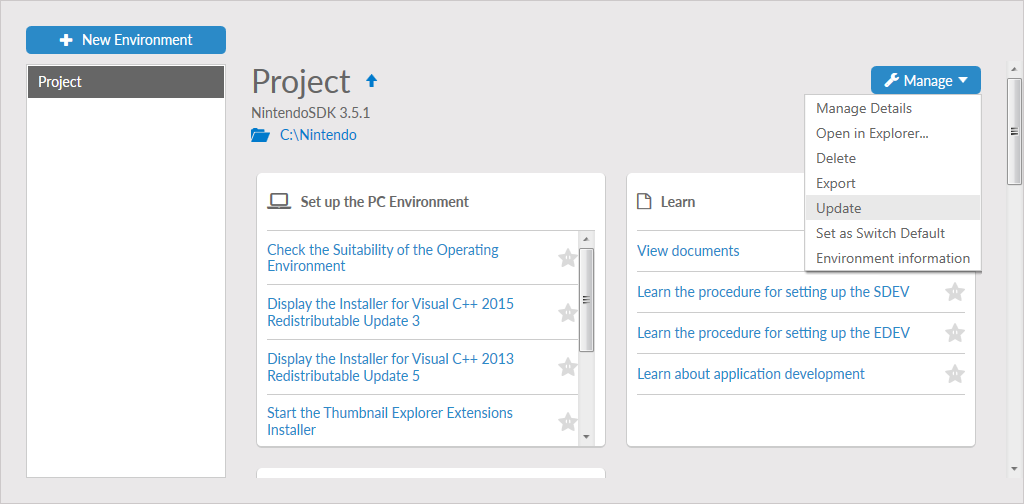 New Environment
Project
Project
NintendoSDK 3.5.1
C:\Nintendo
Manage
Manage Details
Open in Explorer...
Delete
Export
Update
Set as Switch Default
Environment information
Set up the PC Environment
Check the Suitability of the Operating
Environment
Display the Installer for Visual C++ 2015
Redistributable Update 3
Display the Installer for Visual C++ 2013
Redistributable Update 5
Start the Thumbnail Explorer Extensions
Installer
Learn
View documents
Learn the procedure for setting up the SDEV
Learn the procedure for setting up the EDEV
Learn about application development